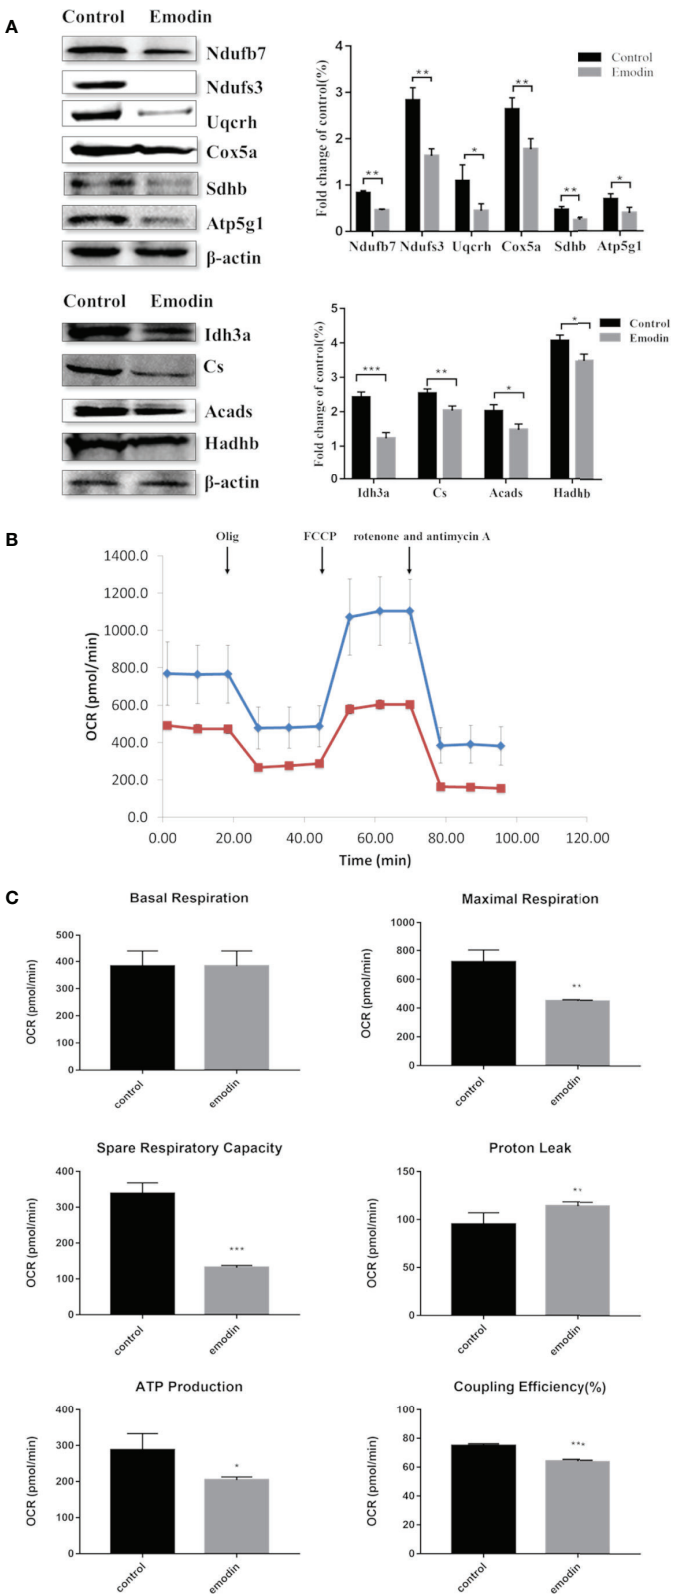 A
Control Emodin
Ndufb7
Ndufs3
Uqcrh
Cox5a
Sdhb
Atp5g1
β-actin
Fold change of control(%)
4
3
2
1
0
** ** * ** ** *
Control
Emodin
Ndufb7 Ndufs3 Uqcrh Cox5a Sdhb Atp5g1
Control Emodin
Idh3a
Cs
Acads
Hadhb
β-actin
Fold change of control(%)
5
4
3
2
1
0
*** ** * *
Control
Emodin
Idh3a Cs Acads Hadhb
B
Olig FCCP rotenone and antimycin A
OCR (pmol/min)
1400.0
1200.0
1000.0
800.0
600.0
400.0
200.0
0.0
0.00 20.00 40.00 60.00 80.00 100.00 120.00
Time (min)
C
Basal Respiration
OCR (pmol/min)
500
400
300
200
100
0
control emodin
Maximal Respiration
OCR (pmol/min)
1000
800
600
400
200
0
**
control emodin
Spare Respiratory Capacity
OCR (pmol/min)
400
300
200
100
0
***
control emodin
Proton Leak
OCR (pmol/min)
150
100
50
0
**
control emodin
ATP Production
OCR (pmol/min)
400
300
200
100
0
*
control emodin
Coupling Efficiency(%)
OCR (pmol/min)
100
80
60
40
20
0
***
control emodin